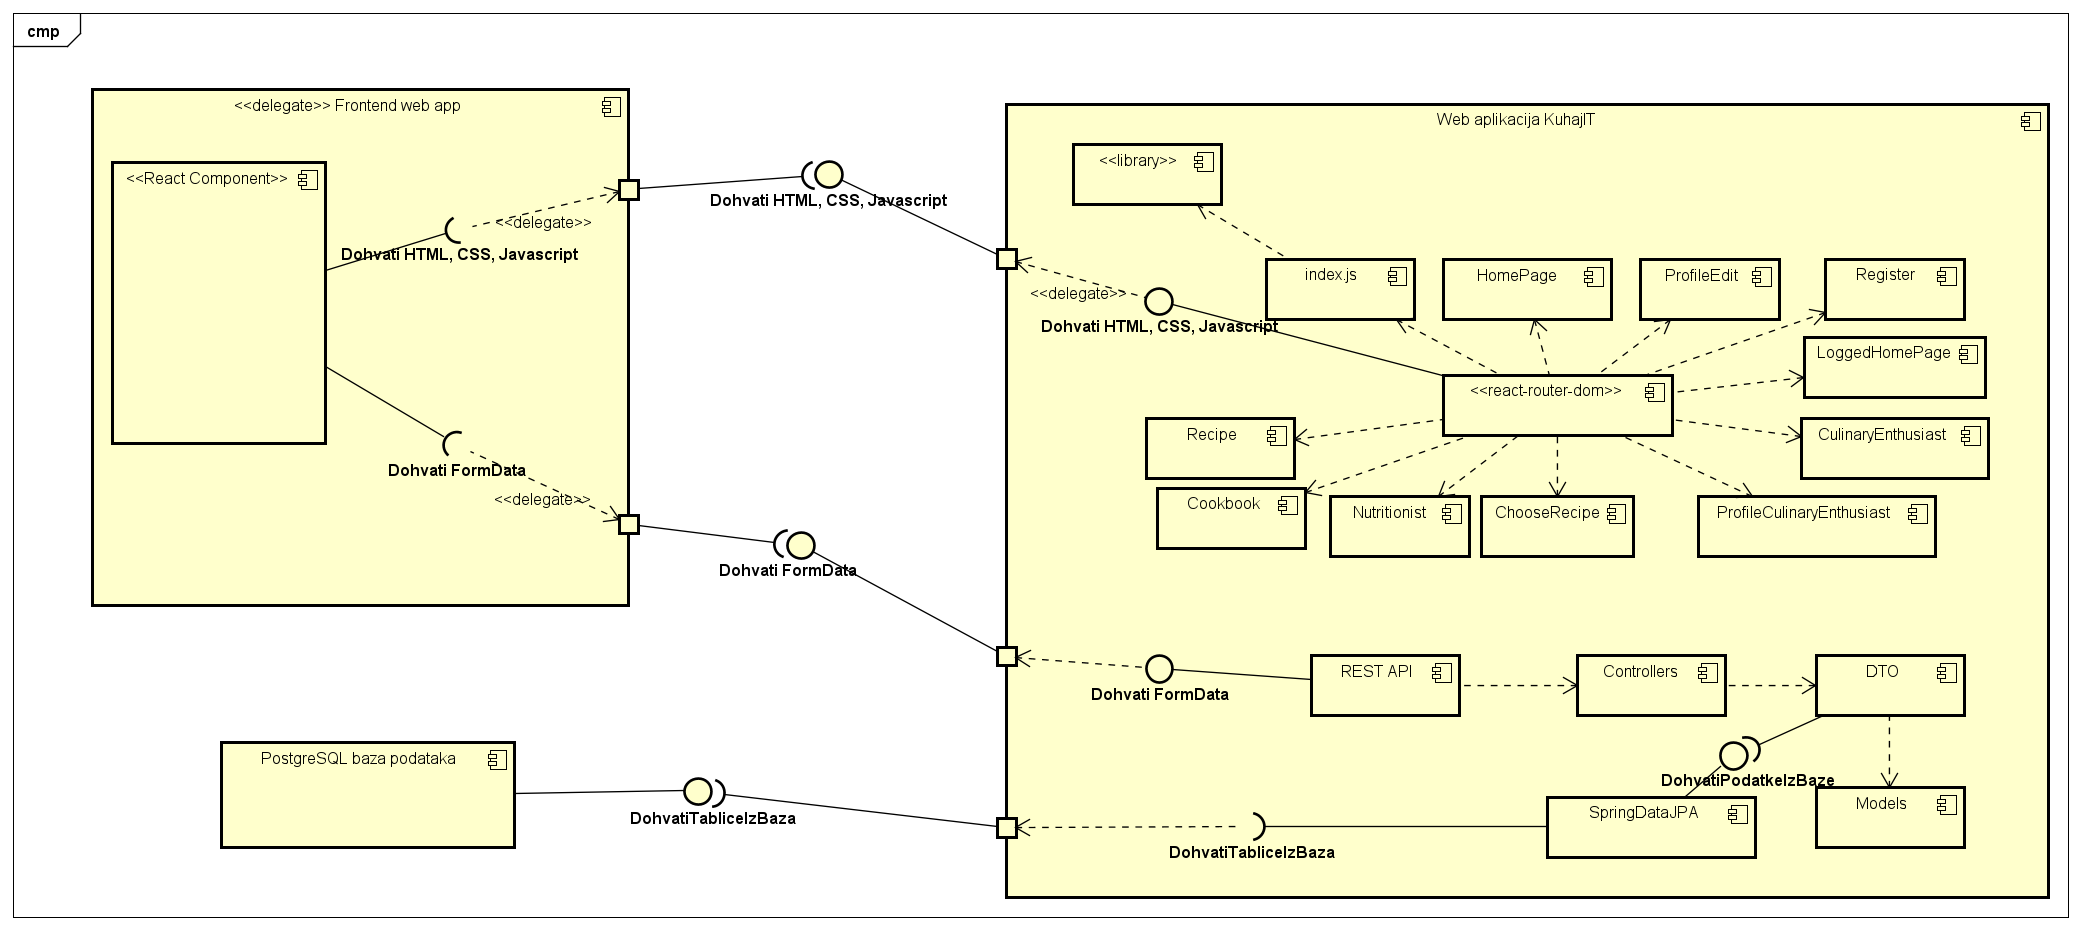 cmp
<<delegate>> Frontend web app
<<React Component>>
<<delegate>>
Dohvati HTML, CSS, Javascript
Dohvati FormData
<<delegate>>
Dohvati HTML, CSS, Javascript
Dohvati FormData
PostgreSQL baza podataka
DohvatiTabliceIzBaza
Web aplikacija KuhajIT
<<library>>
index.js
HomePage
ProfileEdit
Register
<<delegate>>
Dohvati HTML, CSS, Javascript
LoggedHomePage
<<react-router-dom>>
Recipe
CulinaryEnthusiast
Cookbook
Nutritionist
ChooseRecipe
ProfileCulinaryEnthusiast
REST API
Controllers
DTO
Dohvati FormData
DohvatiPodatkeIzBaze
SpringDataJPA
Models
DohvatiTabliceIzBaza